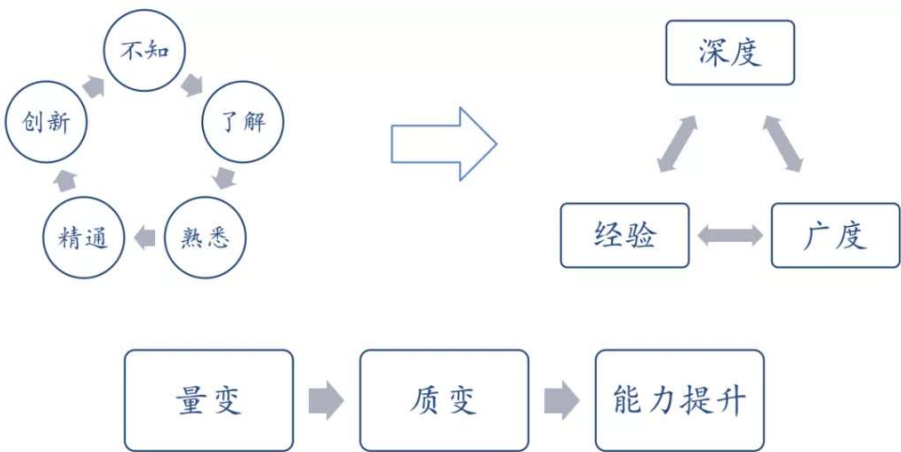 不知
了解
熟悉
精通
创新
深度
经验
广度
量变
质变
能力提升